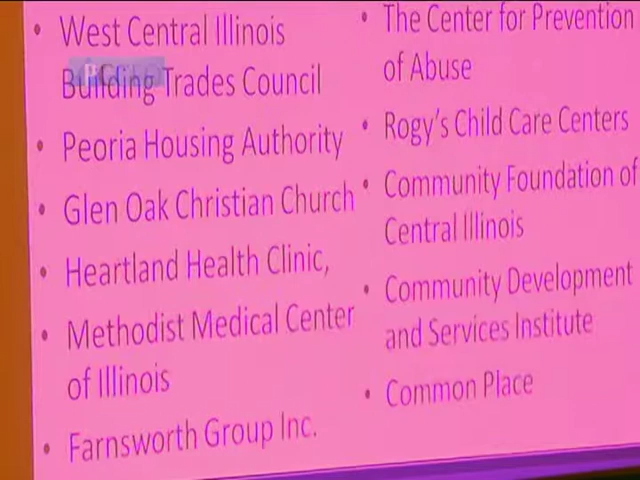 West Central Illinois
Building Trades Council
Peoria Housing Authority
Glen Oak Christian Church
Heartland Health Clinic,
Methodist Medical Center
of Illinois
Farnsworth Group Inc.
The Center for Prevention
of Abuse
Rogy's Child Care Centers
Community Foundation of
Central Illinois
Community Development
and Services Institute
Common Place